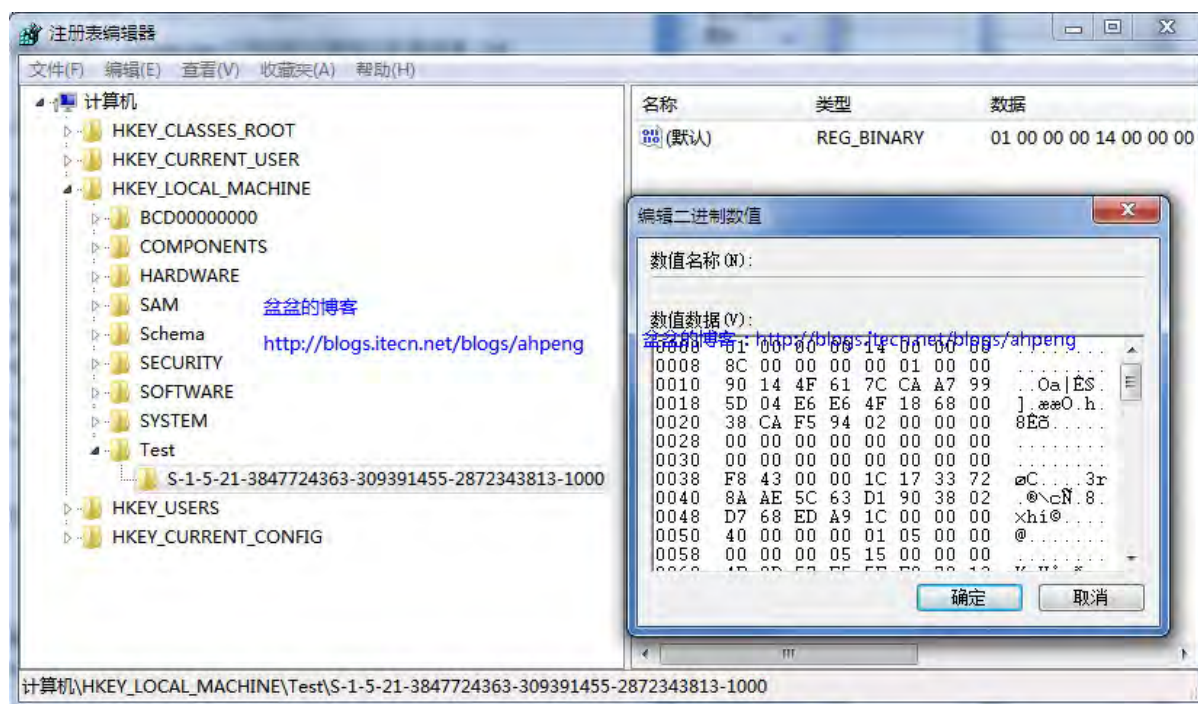 注册表编辑器
文件(F) 编辑(E) 查看(V) 收藏夹(A) 帮助(H)
计算机
HKEY_CLASSES_ROOT
HKEY_CURRENT_USER
HKEY_LOCAL_MACHINE
BCD00000000
COMPONENTS
HARDWARE
SAM
Schema
SECURITY
SOFTWARE
SYSTEM
Test
S-1-5-21-3847724363-309391455-2872343813-1000
HKEY_USERS
HKEY_CURRENT_CONFIG
盆盆的博客
http://blogs.itecn.net/blogs/ahpeng
名称 类型 数据
(默认) REG_BINARY 01 00 00 00 14 00 00 00
编辑二进制数值
数值名称(N):
数值数据(V):
盆盆的博客：http://blogs.itecn.net/blogs/ahpeng
0000 01 00 00 00 14 00 00 00 ........
0008 8C 00 00 00 00 01 00 00 ........
0010 90 14 4F 61 7C CA A7 99 ..Oa|Ê§.
0018 5D 04 E6 E6 4F 18 68 00 ].ææO.h.
0020 38 CA F5 94 02 00 00 00 8Êõ.....
0028 00 00 00 00 00 00 00 00 ........
0030 00 00 00 00 00 00 00 00 ........
0038 F8 43 00 00 1C 17 33 72 øC....3r
0040 8A AE 5C 63 D1 90 38 02 .®\cÑ.8.
0048 D7 68 ED A9 1C 00 00 00 ×hí©....
0050 40 00 00 00 01 05 00 00 @.......
0058 00 00 00 05 15 00 00 00 ........
确定 取消
计算机\HKEY_LOCAL_MACHINE\Test\S-1-5-21-3847724363-309391455-2872343813-1000